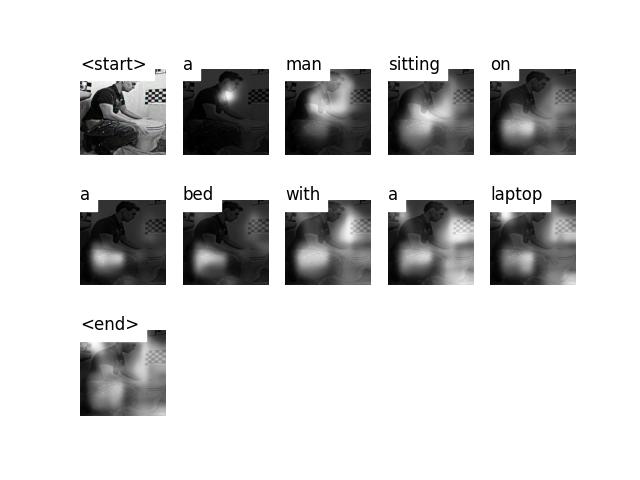 <start> a man sitting on
a bed with a laptop
<end>